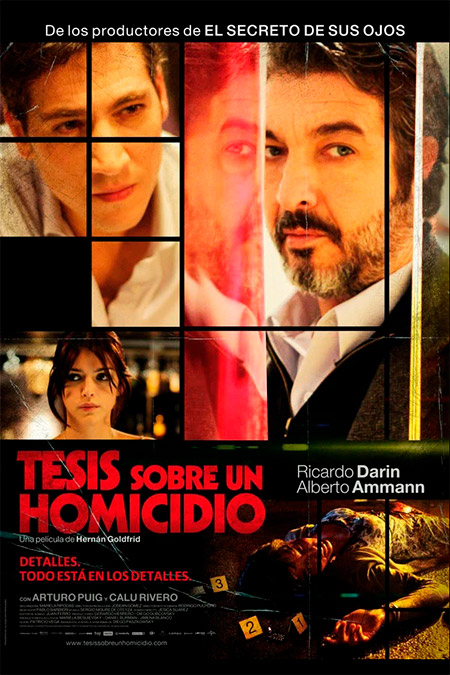 De los productores de EL SECRETO DE SUS OJOS
TESIS SOBRE UN
HOMICIDIO
Ricardo Darin
Alberto Ammann
Una película de Hernán Goldfrid
DETALLES.
TODO ESTÁ EN LOS DETALLES.
CON ARTURO PUIG Y CALU RIVERO
3
2
1
www.tesissobreunhomicidio.com